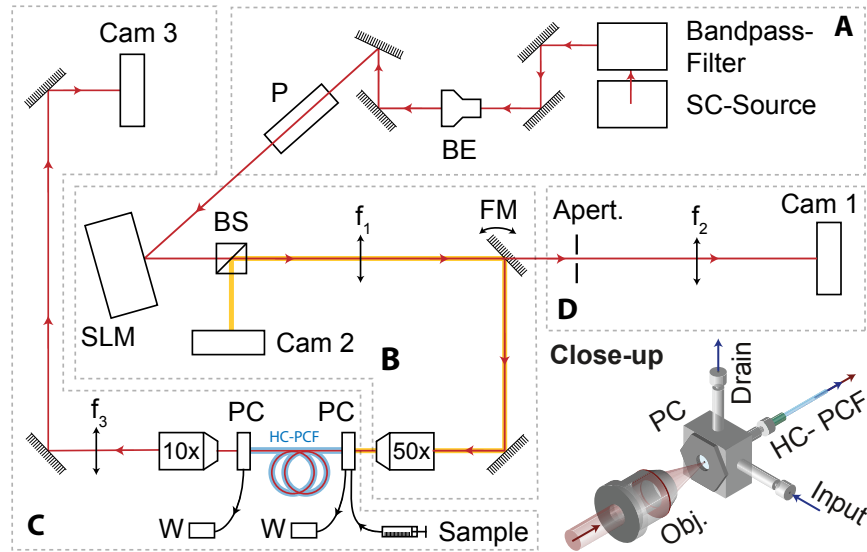 Cam 3
A
Bandpass-
Filter
SC-Source
P
BE
BS
f1
FM
Apert.
f2
Cam 1
SLM
Cam 2
B
D
Close-up
Drain
PC
HC- PCF
Input
Obj.
f3
10x
PC
HC-PCF
PC
50x
C
W
W
Sample